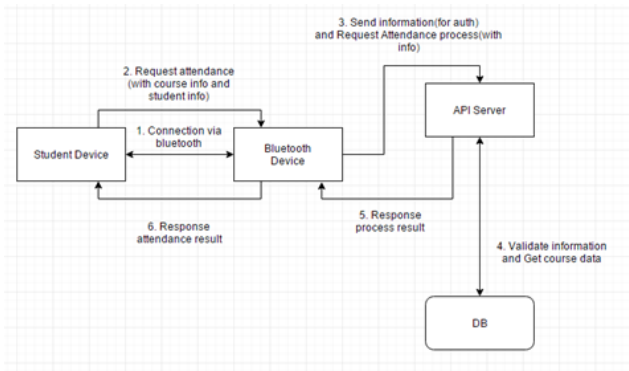 3. Send information(for auth)
and Request Attendance process(with
info)
2. Request attendance
(with course info and
student info)
API Server
1. Connection via
bluetooth
Student Device
Bluetooth
Device
6. Response
attendance result
5. Response
process result
4. Validate information
and Get course data
DB